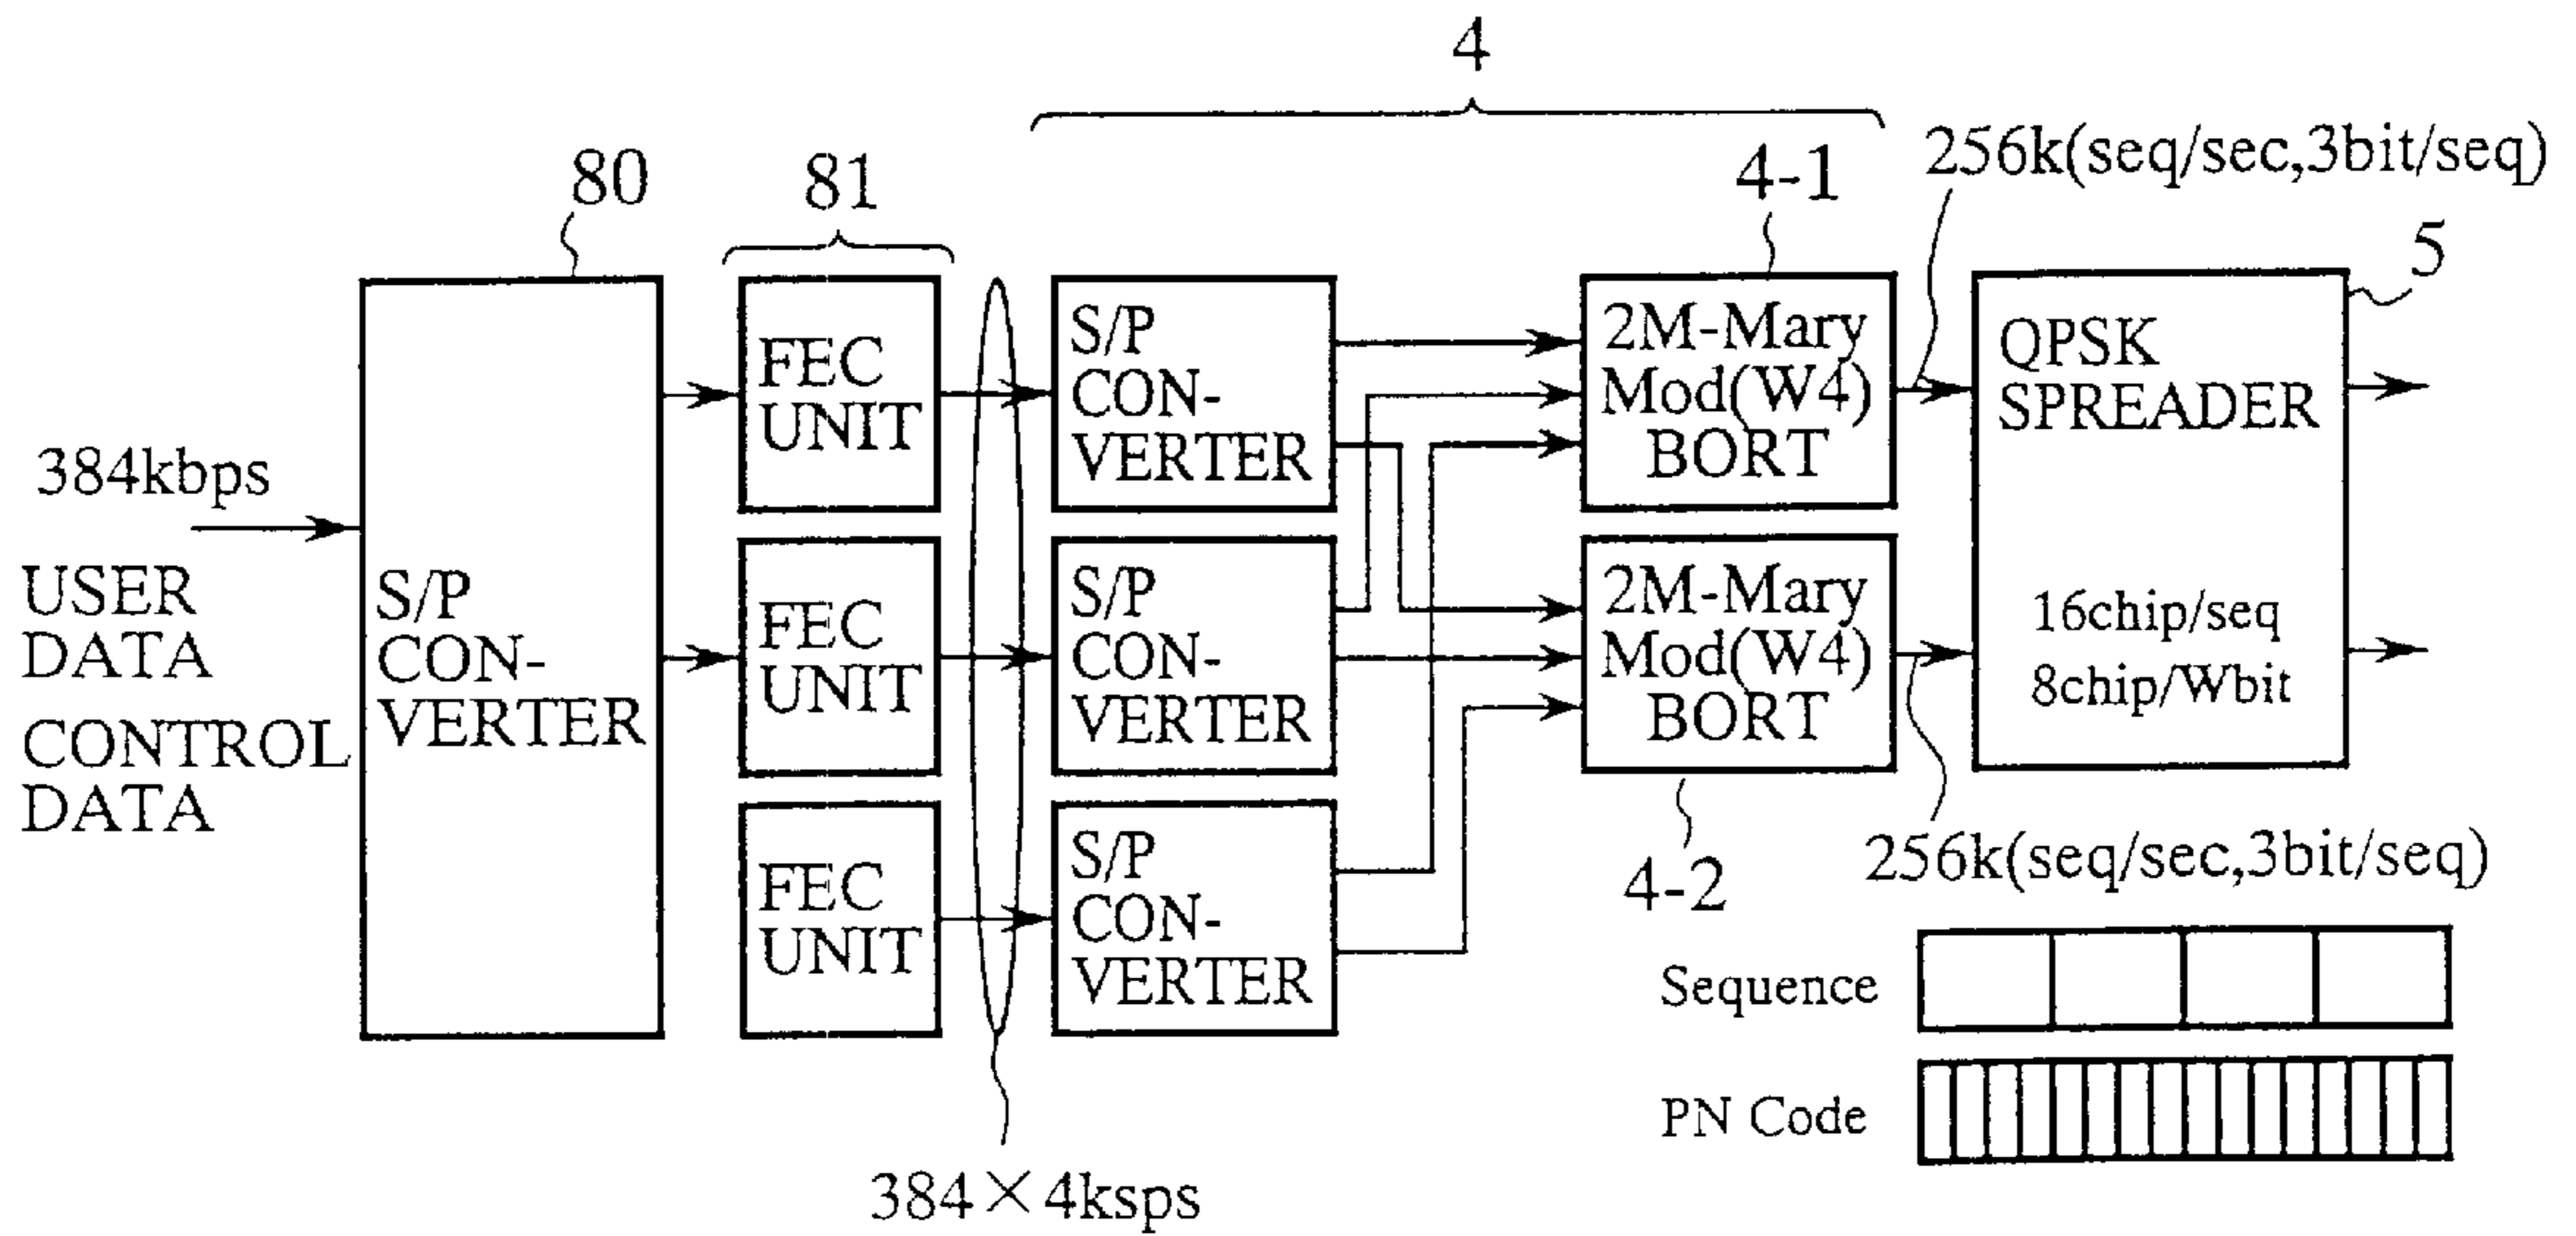 4
80
81
4-1
256k(seq/sec,3bit/seq)
5
384kbps
USER
DATA
CONTROL
DATA
S/P
CON-
VERTER
FEC
UNIT
FEC
UNIT
FEC
UNIT
S/P
CON-
VERTER
S/P
CON-
VERTER
S/P
CON-
VERTER
2M-Mary
Mod(W4)
BORT
2M-Mary
Mod(W4)
BORT
QPSK
SPREADER
16chip/seq
8chip/Wbit
4-2
256k(seq/sec,3bit/seq)
384×4ksps
Sequence
PN Code